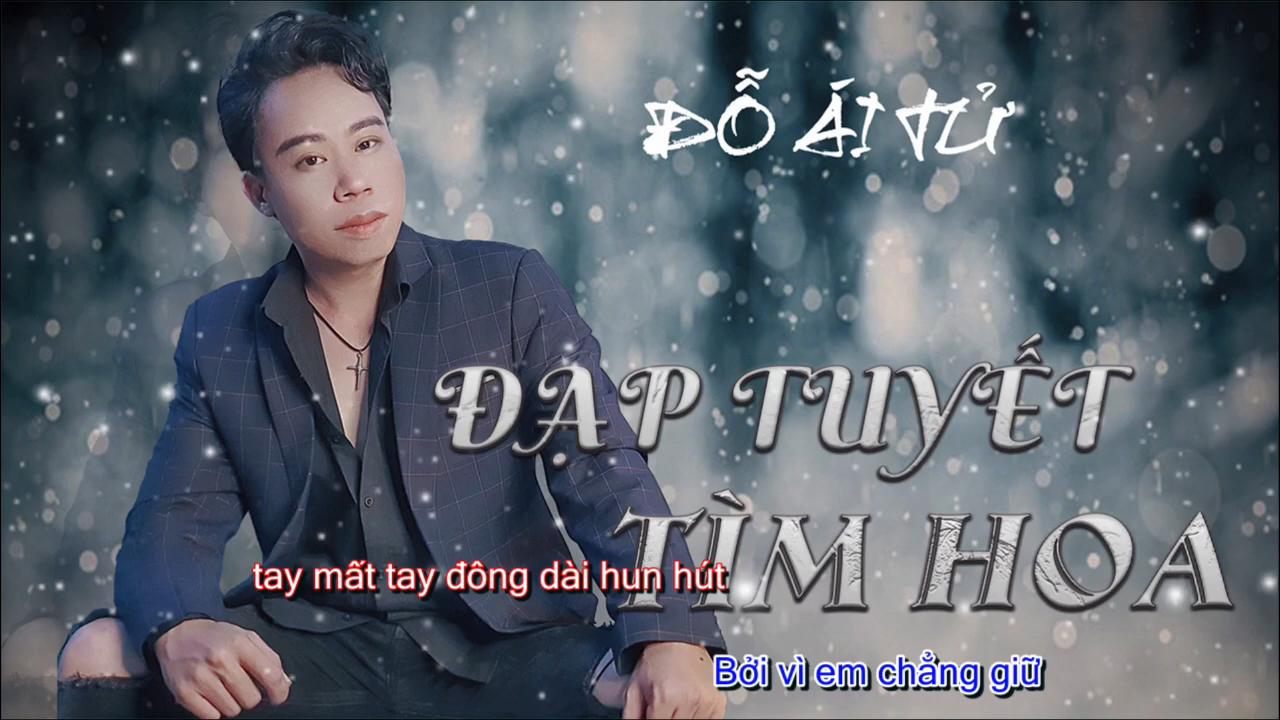 ĐỖ ÁI TỬ
ĐẠP TUYẾT
TÌM HOA
tay mất tay đông dài hun hút
Bởi vì em chẳng giữ